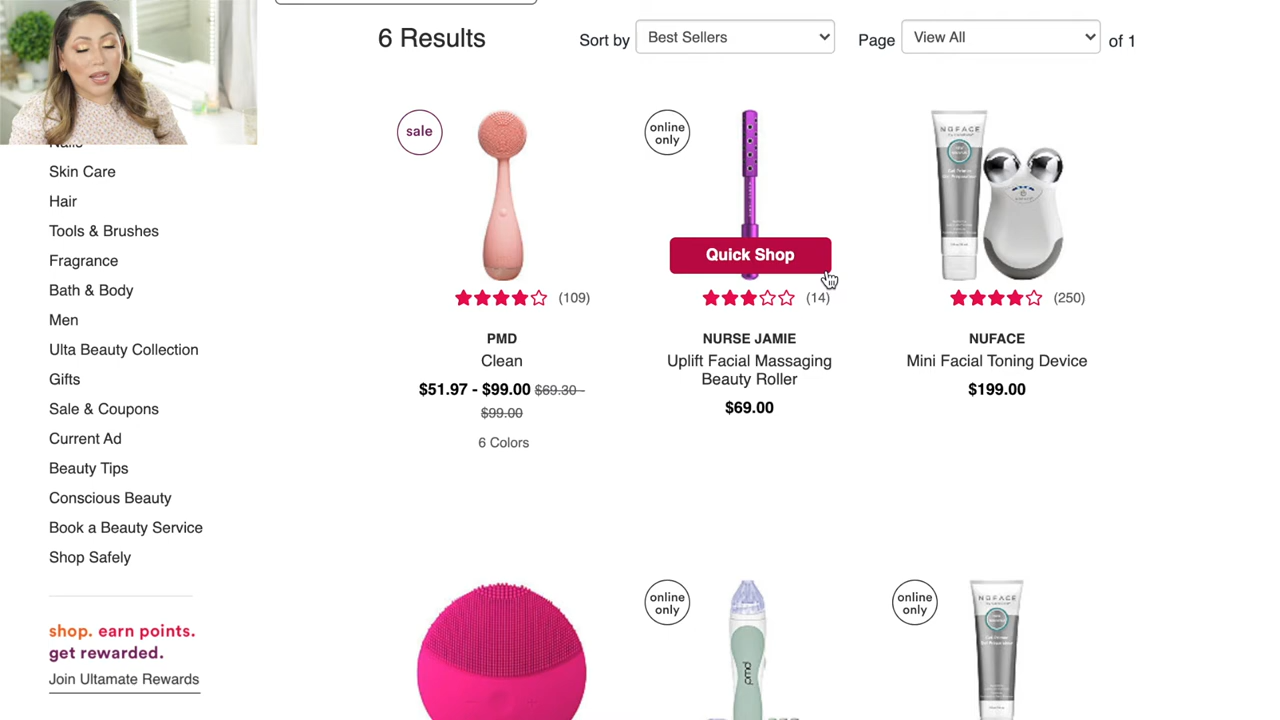 6 Results
Sort by
Best Sellers
Page
View All
of 1
Nails
Skin Care
Hair
Tools & Brushes
Fragrance
Bath & Body
Men
Ulta Beauty Collection
Gifts
Sale & Coupons
Current Ad
Beauty Tips
Conscious Beauty
Book a Beauty Service
Shop Safely
shop. earn points.
get rewarded.
Join Ultamate Rewards
sale
(109)
PMD
Clean
$51.97 - $99.00 $69.30 -
$99.00
6 Colors
online
only
Quick Shop
(14)
NURSE JAMIE
Uplift Facial Massaging
Beauty Roller
$69.00
NUFACE
(250)
NUFACE
Mini Facial Toning Device
$199.00
online
only
pmd
online
only
NUFACE